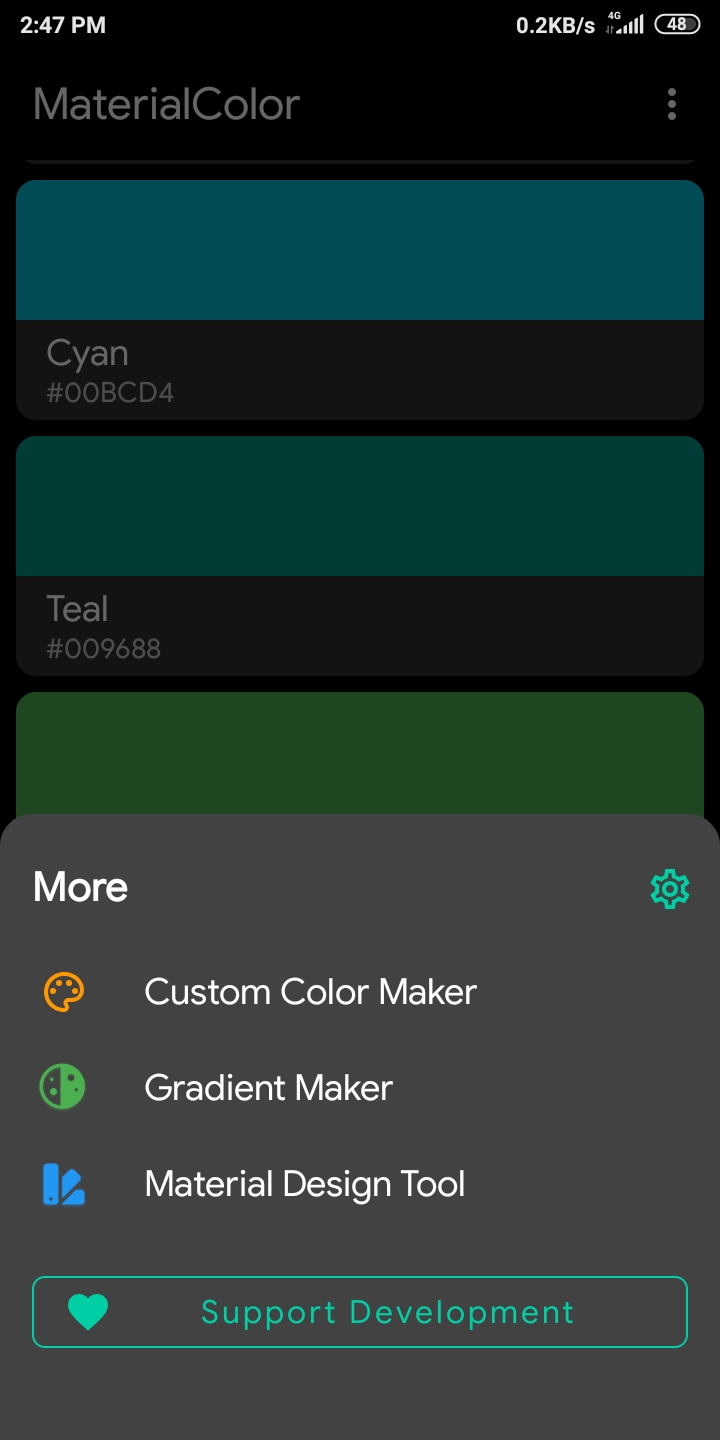 2:47 PM 0.2KB/s 4G 48
MaterialColor
Cyan
#00BCD4
Teal
#009688
More
Custom Color Maker
Gradient Maker
Material Design Tool
Support Development